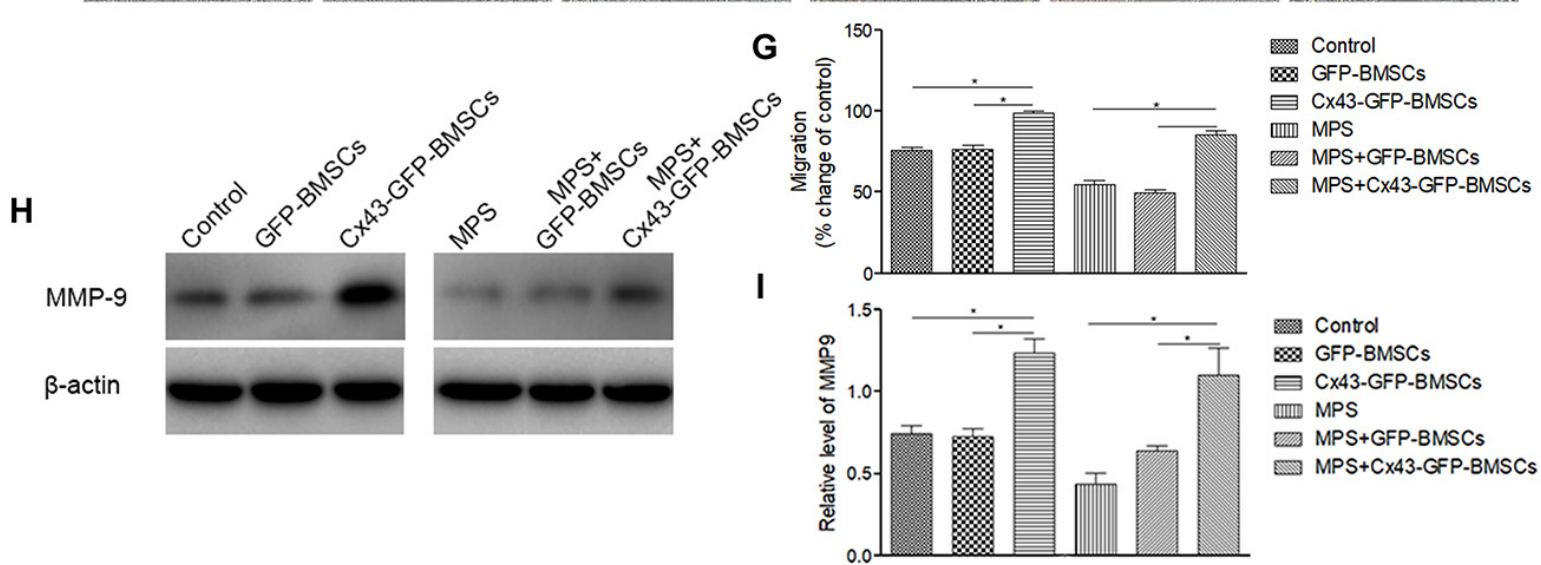 G
Migration
(% change of control)
150
100
50
0
*
*
*
Control
GFP-BMSCs
Cx43-GFP-BMSCs
MPS
MPS+GFP-BMSCs
MPS+Cx43-GFP-BMSCs
H
Control
GFP-BMSCs
Cx43-GFP-BMSCs
MPS
MPS+
GFP-BMSCs
MPS+
Cx43-GFP-BMSCs
MMP-9
β-actin
I
Relative level of MMP9
1.5
1.0
0.5
0.0
*
*
*
*
Control
GFP-BMSCs
Cx43-GFP-BMSCs
MPS
MPS+GFP-BMSCs
MPS+Cx43-GFP-BMSCs